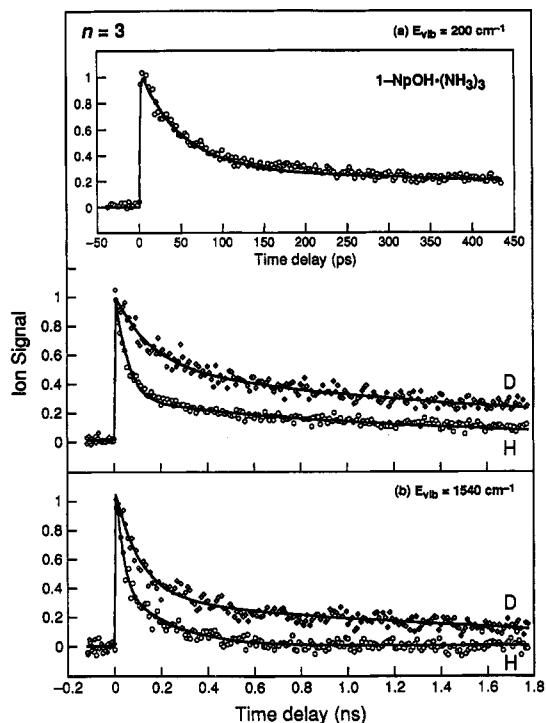 n = 3
(a) Evib = 200 cm⁻¹
1–NpOH•(NH3)3
1
0.8
0.6
0.4
0.2
0
−50 0 50 100 150 200 250 300 350 400 450
Time delay (ps)
Ion Signal
1
0.8
0.6
0.4
0.2
0
D
H
(b) Evib = 1540 cm⁻¹
1
0.8
0.6
0.4
0.2
0
D
H
−0.2 0 0.2 0.4 0.6 0.8 1.0 1.2 1.4 1.6 1.8
Time delay (ns)